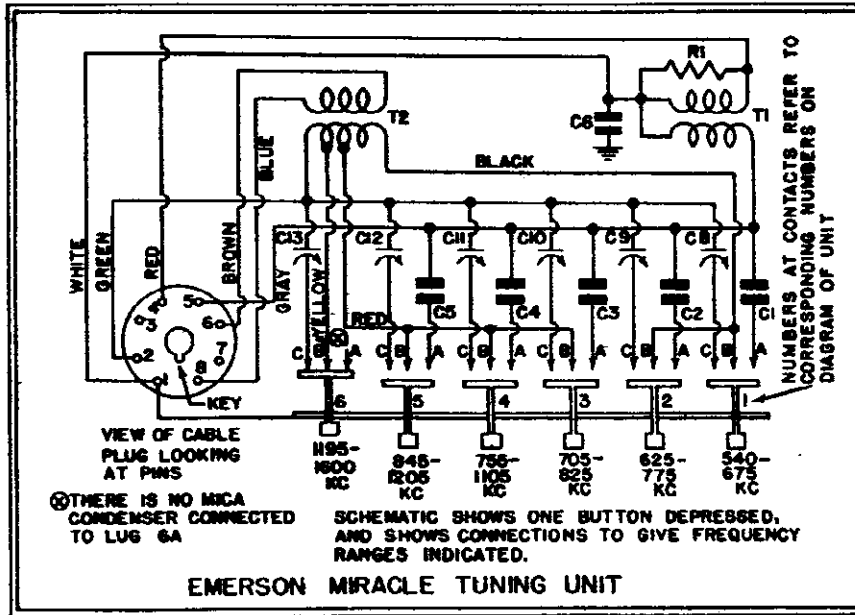 R1
T1
T2
C6
BLACK
BLUE
WHITE
GREEN
RED
BROWN
GRAY
YELLOW
C13
C12
C11
C10
C9
C8
C5
C4
C3
C2
C1
RED
⊗
4
5
3
6
2
7
1
8
KEY
C B A
C B A
C B A
C B A
C B A
C B A
6
5
4
3
2
1
1195-
1600
KC
845-
1205
KC
755-
1105
KC
705-
825
KC
625-
775
KC
540-
675
KC
NUMBERS AT CONTACTS REFER TO
CORRESPONDING NUMBERS ON
DIAGRAM OF UNIT
VIEW OF CABLE
PLUG LOOKING
AT PINS
⊗THERE IS NO MICA
CONDENSER CONNECTED
TO LUG 6A
SCHEMATIC SHOWS ONE BUTTON DEPRESSED,
AND SHOWS CONNECTIONS TO GIVE FREQUENCY
RANGES INDICATED.
EMERSON MIRACLE TUNING UNIT